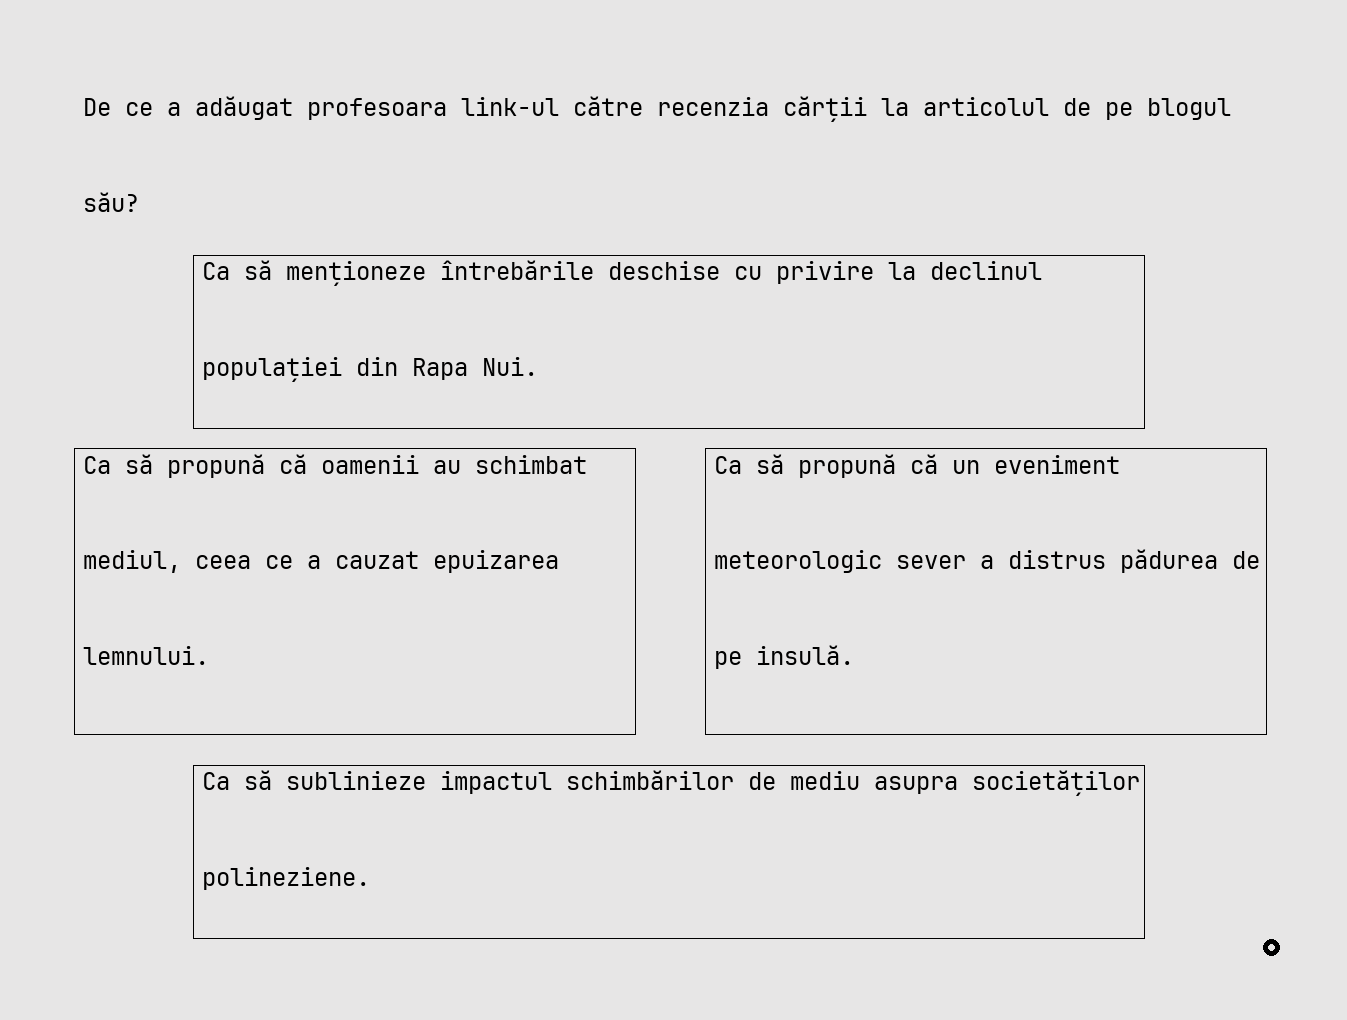 De ce a adăugat profesoara link-ul către recenzia cărții la articolul de pe blogul
său?
Ca să menționeze întrebările deschise cu privire la declinul
populației din Rapa Nui.
Ca să propună că oamenii au schimbat
mediul, ceea ce a cauzat epuizarea
lemnului.
Ca să propună că un eveniment
meteorologic sever a distrus pădurea de
pe insulă.
Ca să sublinieze impactul schimbărilor de mediu asupra societăților
polineziene.